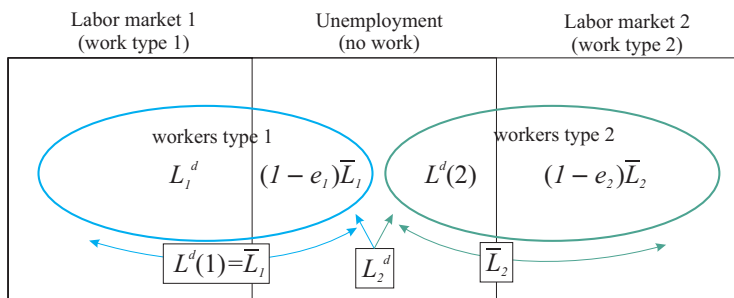 Labor market 1
(work type 1)
Unemployment
(no work)
Labor market 2
(work type 2)
workers type 1
workers type 2
L₁ᵈ
(1 − e₁)L̅₁
Lᵈ(2)
(1 − e₂)L̅₂
Lᵈ(1)=L̅₁
L₂ᵈ
L̅₂